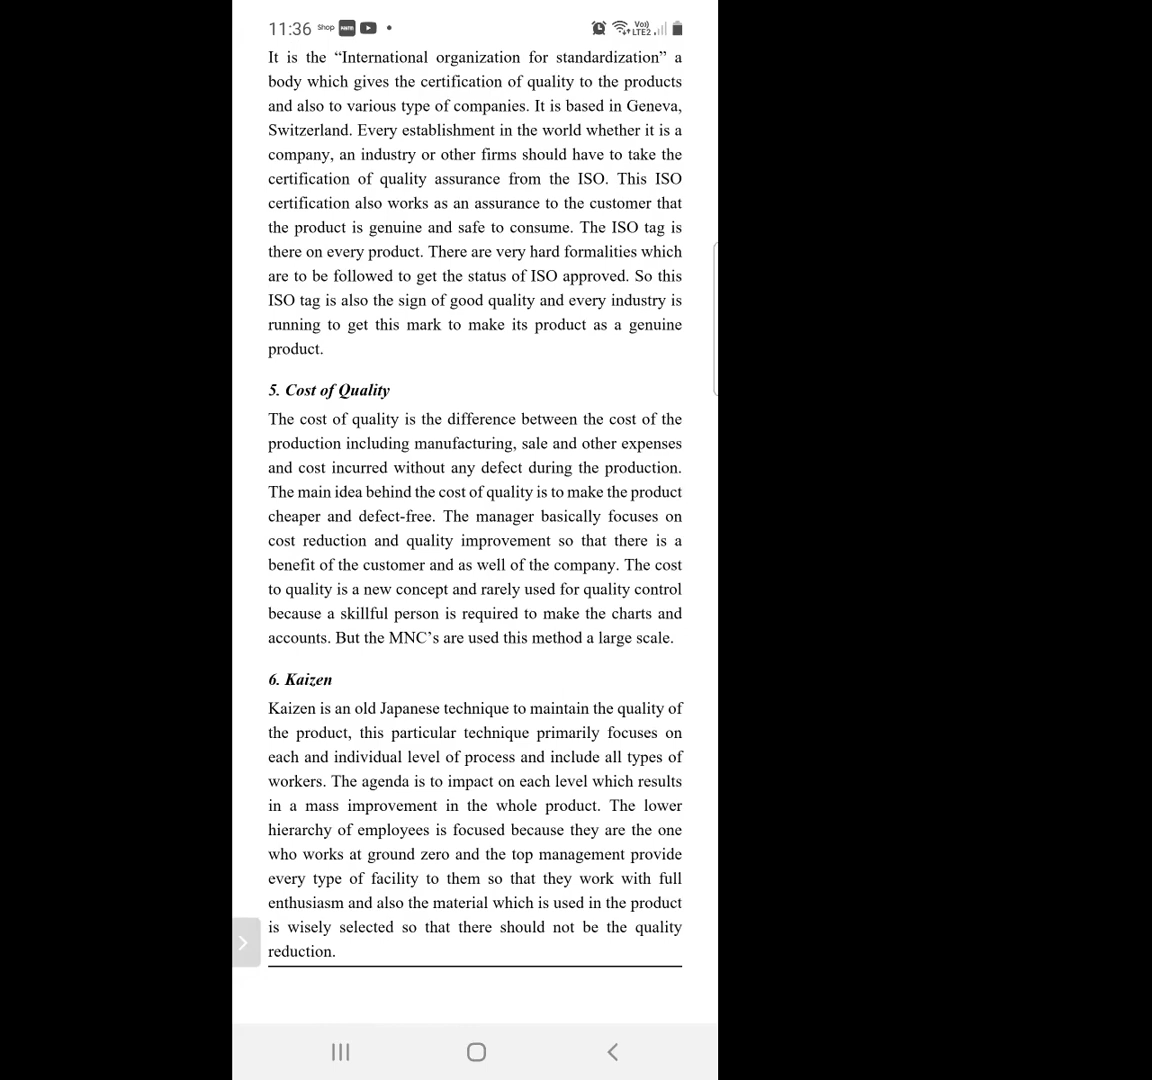 11:36 Shop
Vo))
LTE2
It is the “International organization for standardization” a
body which gives the certification of quality to the products
and also to various type of companies. It is based in Geneva,
Switzerland. Every establishment in the world whether it is a
company, an industry or other firms should have to take the
certification of quality assurance from the ISO. This ISO
certification also works as an assurance to the customer that
the product is genuine and safe to consume. The ISO tag is
there on every product. There are very hard formalities which
are to be followed to get the status of ISO approved. So this
ISO tag is also the sign of good quality and every industry is
running to get this mark to make its product as a genuine
product.
5. Cost of Quality
The cost of quality is the difference between the cost of the
production including manufacturing, sale and other expenses
and cost incurred without any defect during the production.
The main idea behind the cost of quality is to make the product
cheaper and defect-free. The manager basically focuses on
cost reduction and quality improvement so that there is a
benefit of the customer and as well of the company. The cost
to quality is a new concept and rarely used for quality control
because a skillful person is required to make the charts and
accounts. But the MNC’s are used this method a large scale.
6. Kaizen
Kaizen is an old Japanese technique to maintain the quality of
the product, this particular technique primarily focuses on
each and individual level of process and include all types of
workers. The agenda is to impact on each level which results
in a mass improvement in the whole product. The lower
hierarchy of employees is focused because they are the one
who works at ground zero and the top management provide
every type of facility to them so that they work with full
enthusiasm and also the material which is used in the product
is wisely selected so that there should not be the quality
reduction.